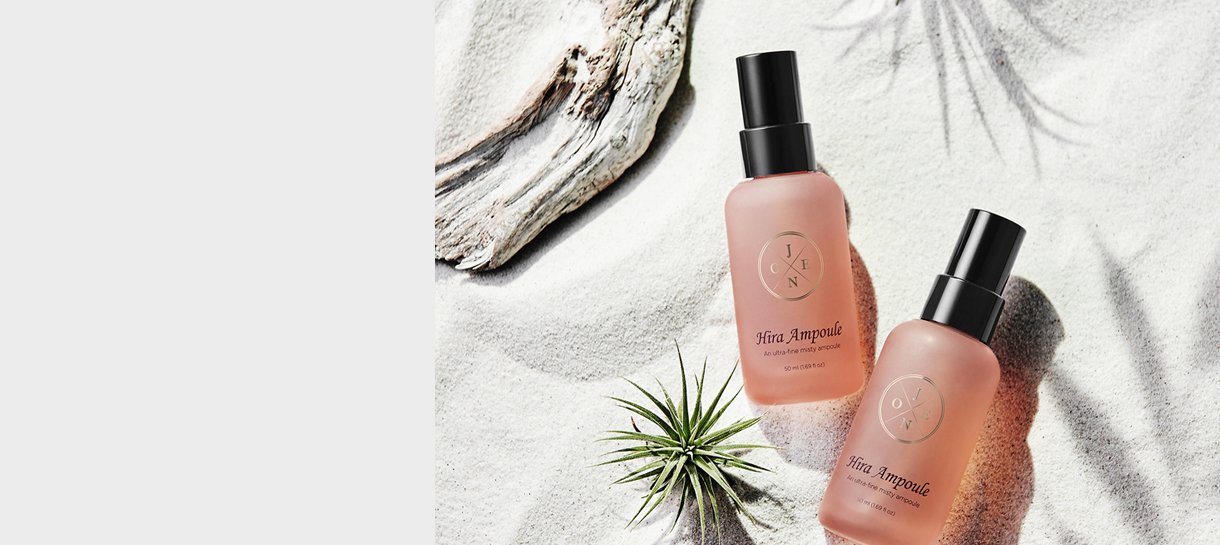 J
C E
N
Hira Ampoule
An ultra-fine misty ampoule
50 ml (1.69 fl oz)
J
O
N
Hira Ampoule
An ultra-fine misty ampoule
50 ml (1.69 fl oz)